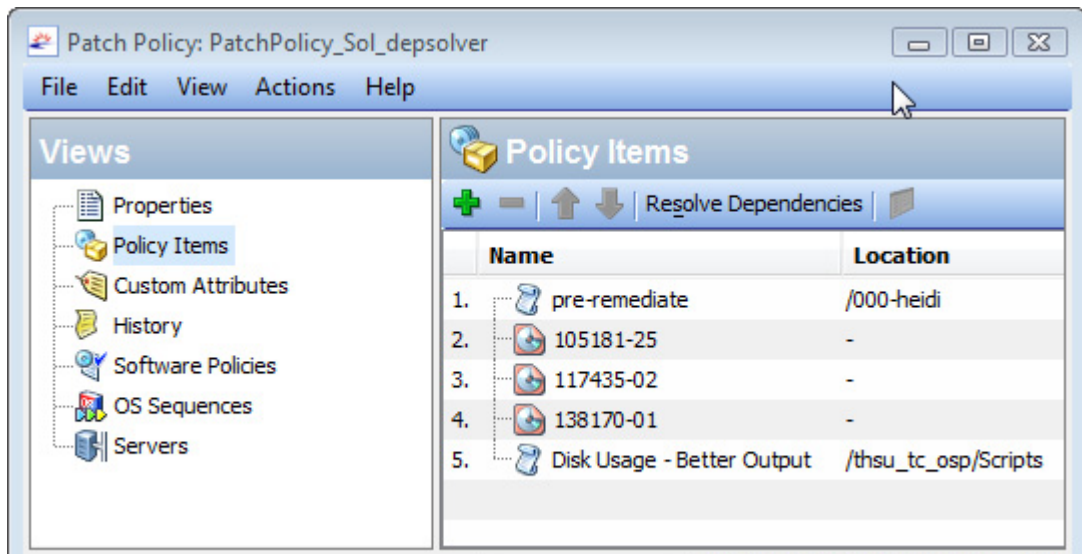 Patch Policy: PatchPolicy_Sol_depsolver
File Edit View Actions Help
Views
Properties
Policy Items
Custom Attributes
History
Software Policies
OS Sequences
Servers
Policy Items
Resolve Dependencies
Name Location
1. pre-remediate /000-heidi
2. 105181-25 -
3. 117435-02 -
4. 138170-01 -
5. Disk Usage - Better Output /thsu_tc_osp/Scripts